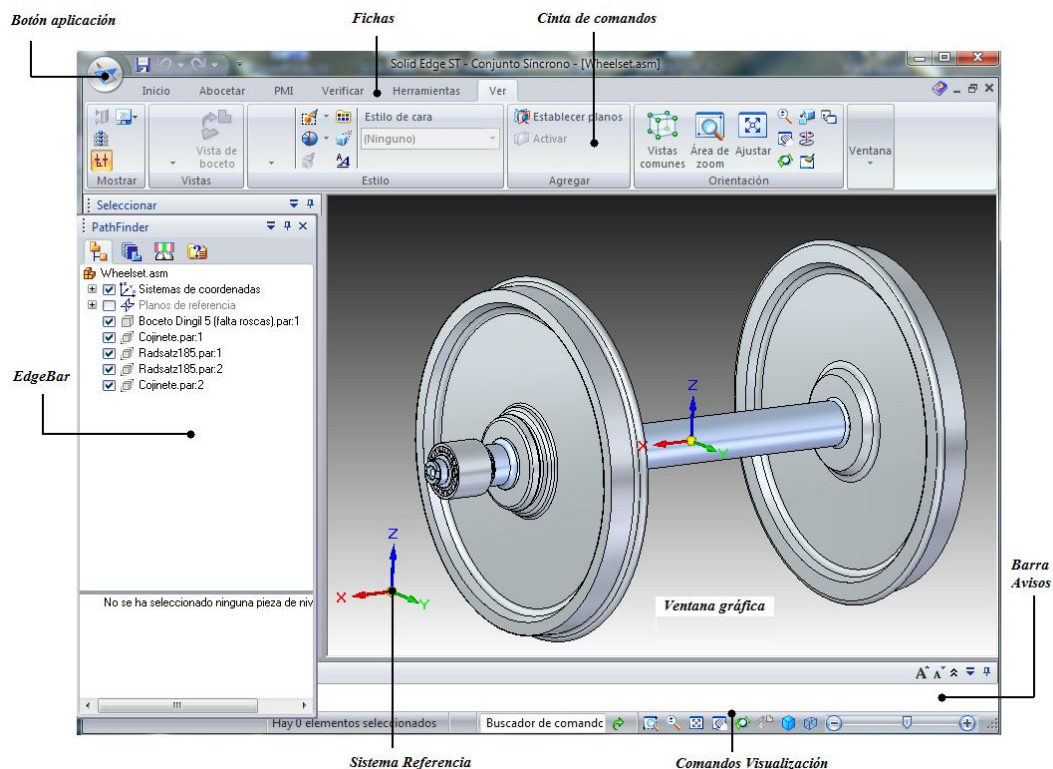 Botón aplicación
Fichas
Cinta de comandos
Solid Edge ST - Conjunto Síncrono - [Wheelset.asm]
Inicio Abocetar PMI Verificar Herramientas Ver
Estilo de cara
(Ninguno)
Vista de boceto
Establecer planos
Activar
Vistas comunes
Área de zoom
Ajustar
Ventana
Mostrar Vistas Estilo Agregar Orientación
Seleccionar
PathFinder
Wheelset.asm
Sistemas de coordenadas
Planos de referencia
Boceto Dingil 5 (falta roscas).par:1
Cojinete.par:1
Radsatz185.par:1
Radsatz185.par:2
Cojinete.par:2
EdgeBar
Z
X
Y
Z
X
Y
Ventana gráfica
Barra
Avisos
No se ha seleccionado ninguna pieza de niv
Hay 0 elementos seleccionados
Buscador de comandc
Sistema Referencia
Comandos Visualización